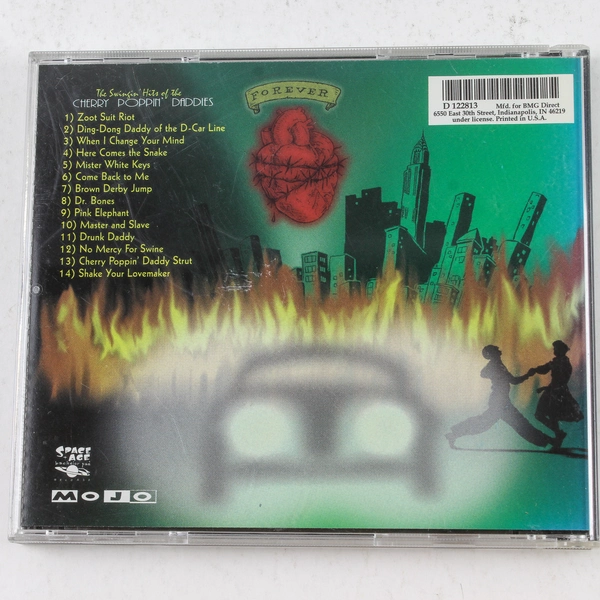 The Swingin' Hits of the
CHERRY POPPIN' DADDIES
1) Zoot Suit Riot
2) Ding-Dong Daddy of the D-Car Line
3) When I Change Your Mind
4) Here Comes the Snake
5) Mister White Keys
6) Come Back to Me
7) Brown Derby Jump
8) Dr. Bones
9) Pink Elephant
10) Master and Slave
11) Drunk Daddy
12) No Mercy For Swine
13) Cherry Poppin' Daddy Strut
14) Shake Your Lovemaker
FOREVER
D 122813 Mfd. for BMG Direct
6550 East 30th Street, Indianapolis, IN 46219
under license. Printed in U.S.A.
SPACE
AGE
bachelor pad
RECORDS
MOJO